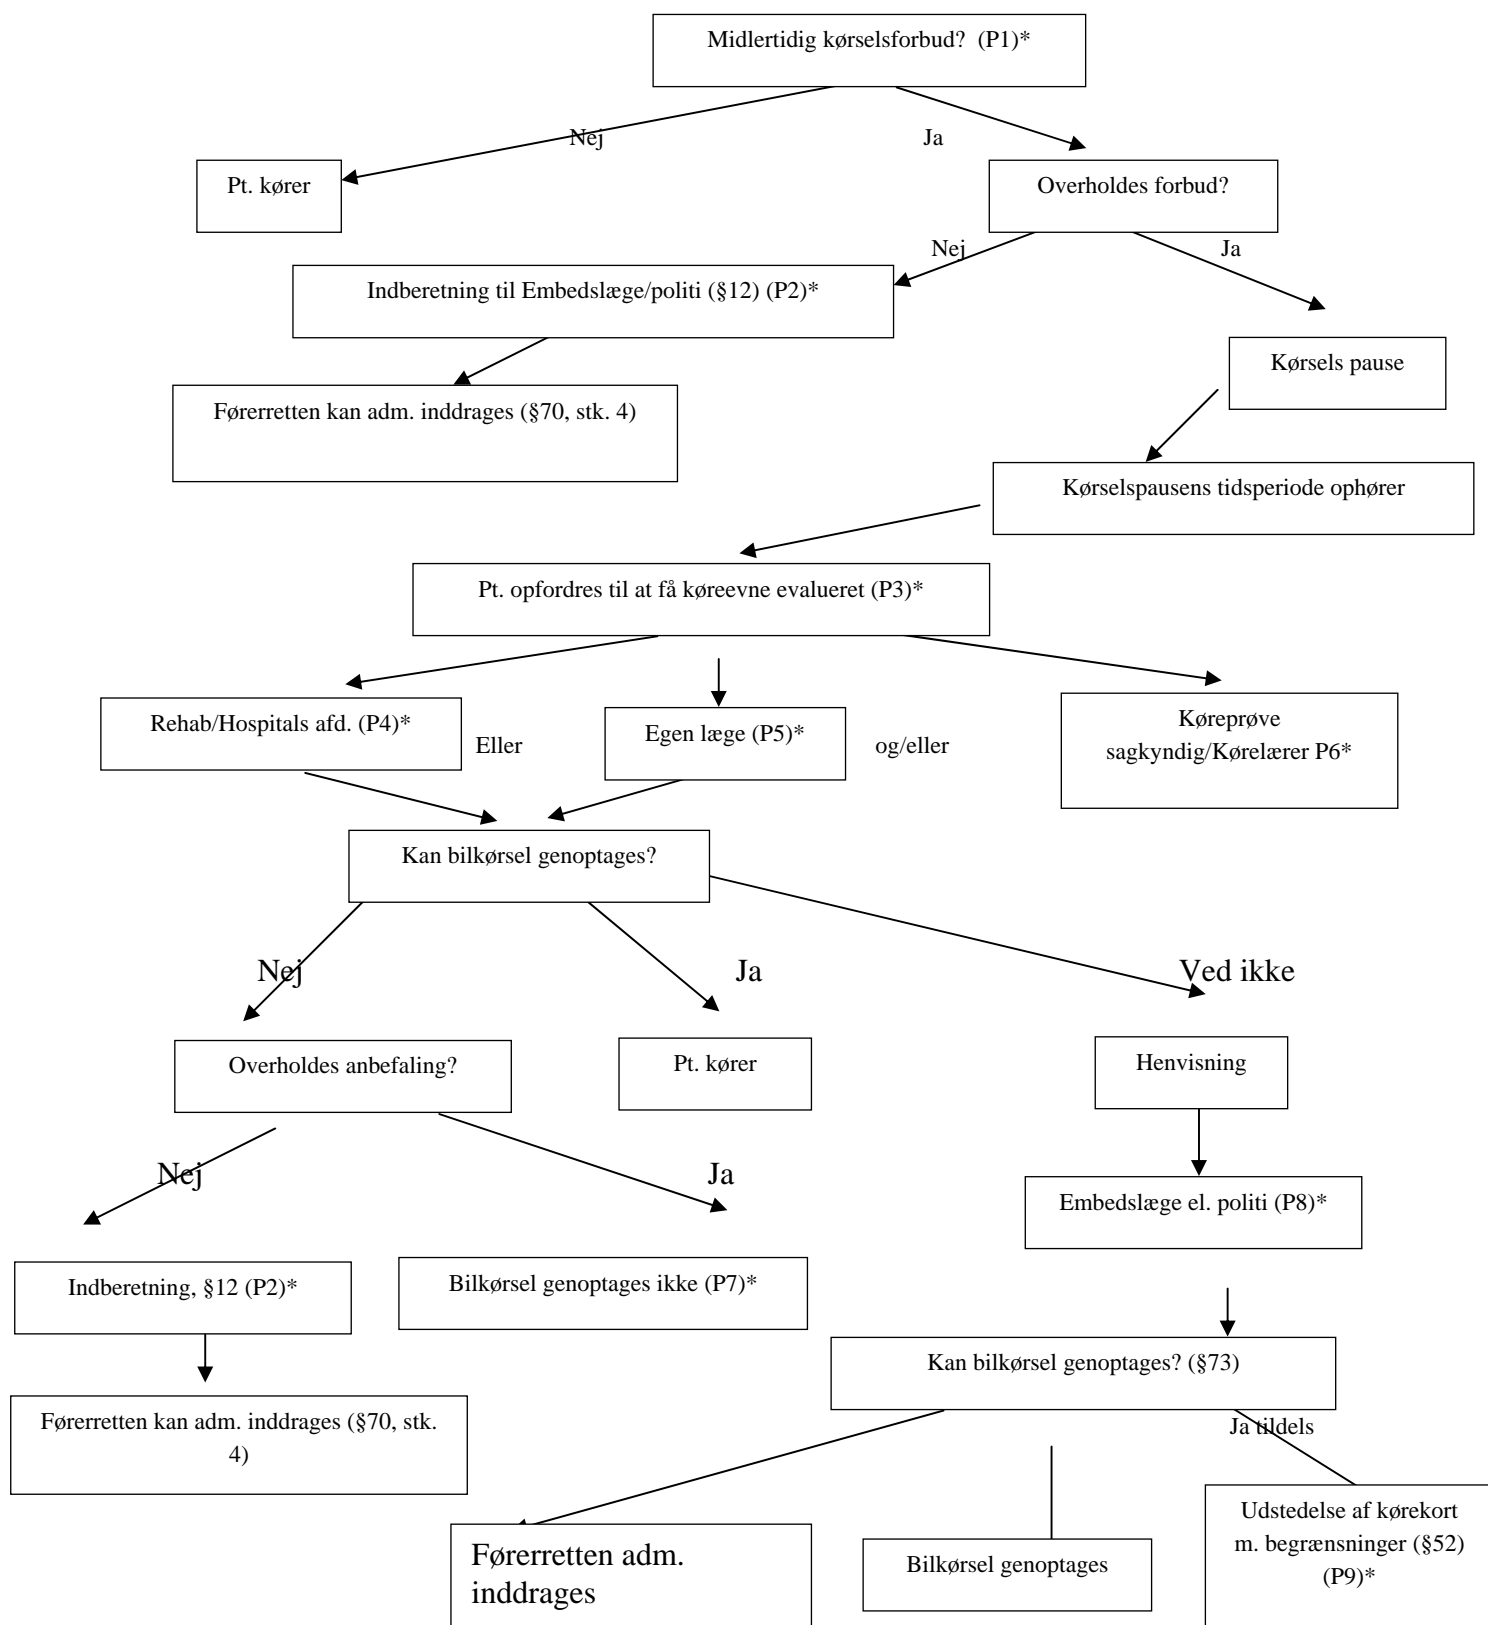 Midlertidig kørselsforbud? (P1)*
Nej
Ja
Pt. kører
Overholdes forbud?
Nej
Ja
Indberetning til Embedslæge/politi (§12) (P2)*
Kørsels pause
Førerretten kan adm. inddrages (§70, stk. 4)
Kørselspausens tidsperiode ophører
Pt. opfordres til at få køreevne evalueret (P3)*
Rehab/Hospitals afd. (P4)*
Eller
Egen læge (P5)*
og/eller
Køreprøve
sagkyndig/Kørelærer P6*
Kan bilkørsel genoptages?
Nej
Ja
Ved ikke
Overholdes anbefaling?
Pt. kører
Henvisning
Nej
Ja
Embedslæge el. politi (P8)*
Indberetning, §12 (P2)*
Bilkørsel genoptages ikke (P7)*
Kan bilkørsel genoptages? (§73)
Førerretten kan adm. inddrages (§70, stk.
4)
Ja tildels
Førerretten adm.
inddrages
Bilkørsel genoptages
Udstedelse af kørekort
m. begrænsninger (§52)
(P9)*